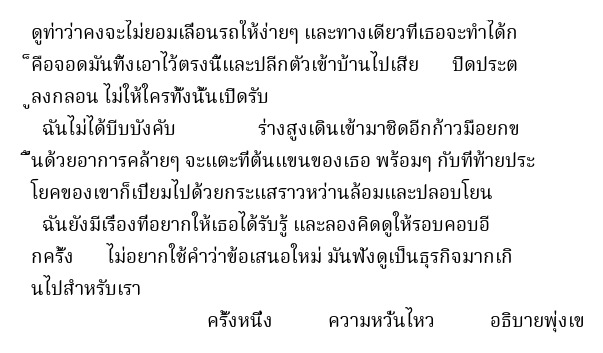 ดูท่าว่าคงจะไม่ยอมเลื่อนรถให้ง่ายๆ และทางเดียวที่เธอจะทำได้ก
็คือจอดมันทิ้งเอาไว้ตรงนี้และปลีกตัวเข้าบ้านไปเสีย ปิดประต
ูลงกลอน ไม่ให้ใครทั้งนั้นเปิดรับ
ฉันไม่ได้บีบบังคับ ร่างสูงเดินเข้ามาชิดอีกก้าวมือยกข
ึ้นด้วยอาการคล้ายๆ จะแตะที่ต้นแขนของเธอ พร้อมๆ กับที่ท้ายประ
โยคของเขาก็เปี่ยมไปด้วยกระแสราวหว่านล้อมและปลอบโยน
ฉันยังมีเรื่องที่อยากให้เธอได้รับรู้ และลองคิดดูให้รอบคอบอี
กครั้ง ไม่อยากใช้คำว่าข้อเสนอใหม่ มันฟังดูเป็นธุรกิจมากเกิ
นไปสำหรับเรา
ครั้งหนึ่ง ความหวั่นไหว อธิบายพุ่งเข